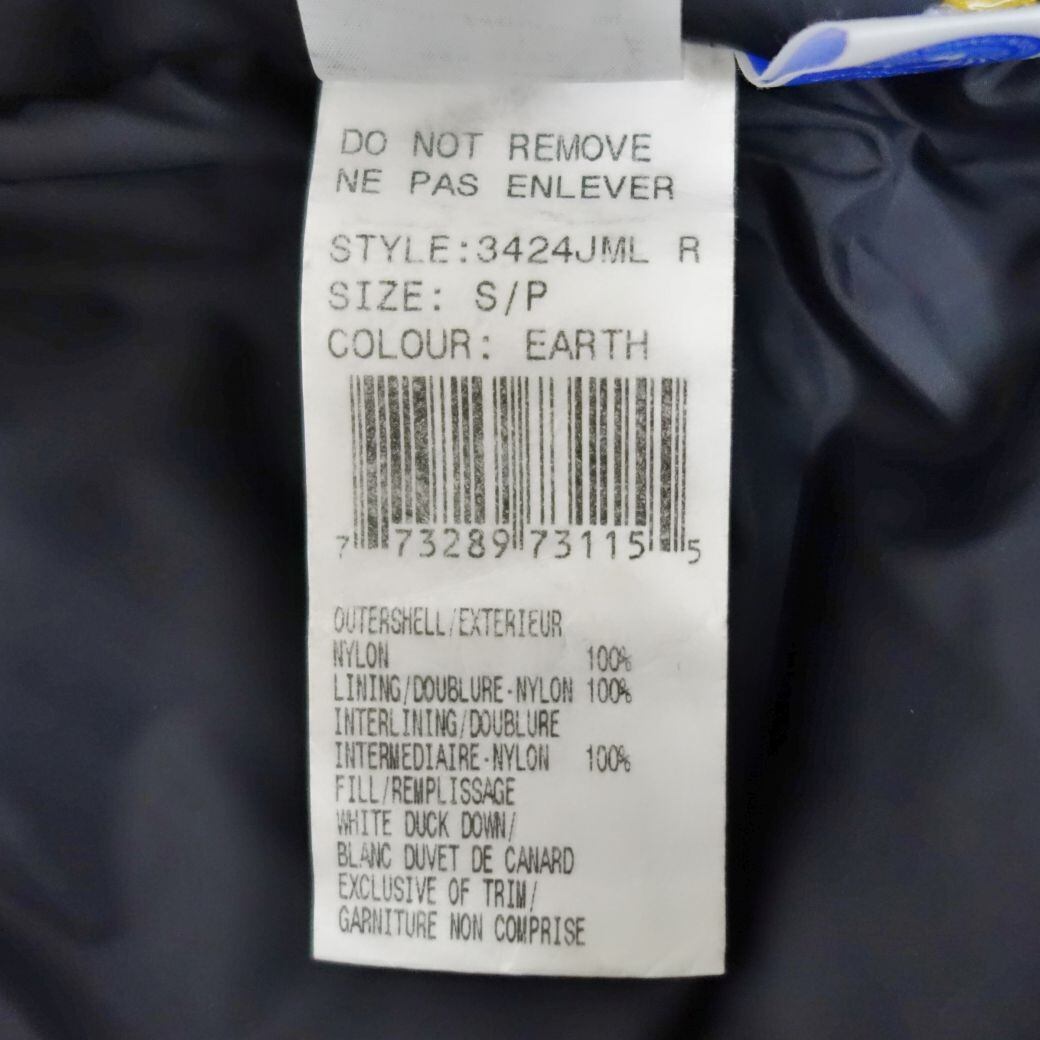 DO NOT REMOVE
NE PAS ENLEVER
STYLE:3424JML R
SIZE: S/P
COLOUR: EARTH
7 73289 73115 5
OUTERSHELL/EXTERIEUR
NYLON 100%
LINING/DOUBLURE-NYLON 100%
INTERLINING/DOUBLURE
INTERMEDIAIRE-NYLON 100%
FILL/REMPLISSAGE
WHITE DUCK DOWN/
BLANC DUVET DE CANARD
EXCLUSIVE OF TRIM/
GARNITURE NON COMPRISE